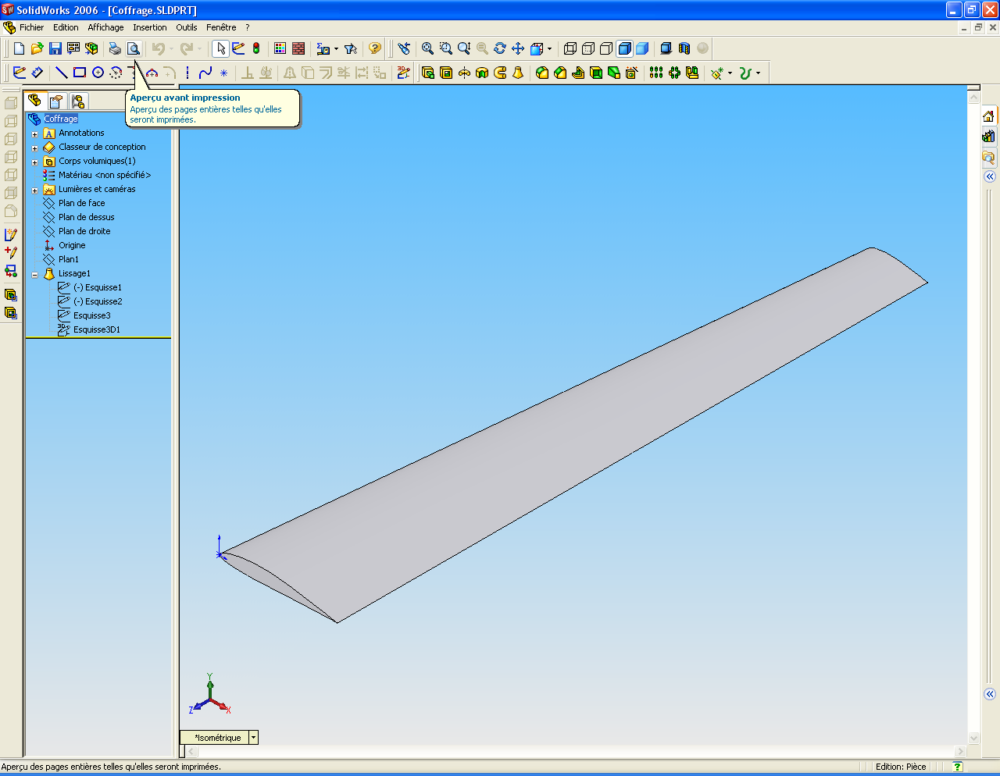 SolidWorks 2006 - [Coffrage.SLDPRT]
Fichier Edition Affichage Insertion Outils Fenêtre ?
Aperçu avant impression
Aperçu des pages entières telles qu'elles
seront imprimées.
Coffrage
Annotations
Classeur de conception
Corps volumiques(1)
Matériau <non spécifié>
Lumières et caméras
Plan de face
Plan de dessus
Plan de droite
Origine
Plan1
Lissage1
(-) Esquisse1
(-) Esquisse2
Esquisse3
3D
Esquisse3D1
Y
Z
X
*Isométrique
Aperçu des pages entières telles qu'elles seront imprimées.
Edition: Pièce
?